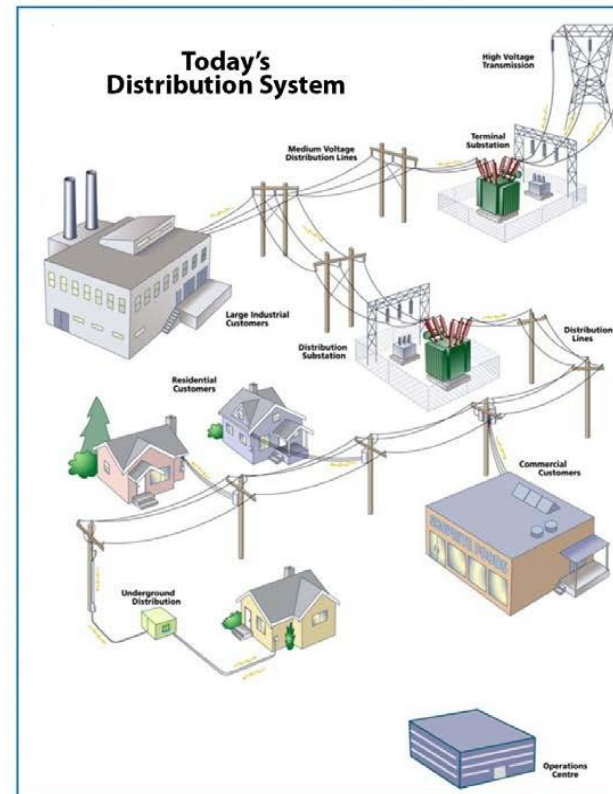 Today's
Distribution System
High Voltage
Transmission
Terminal
Substation
Medium Voltage
Distribution Lines
Large Industrial
Customers
Distribution
Substation
Distribution
Lines
Residential
Customers
Commercial
Customers
Underground
Distribution
Operations
Centre